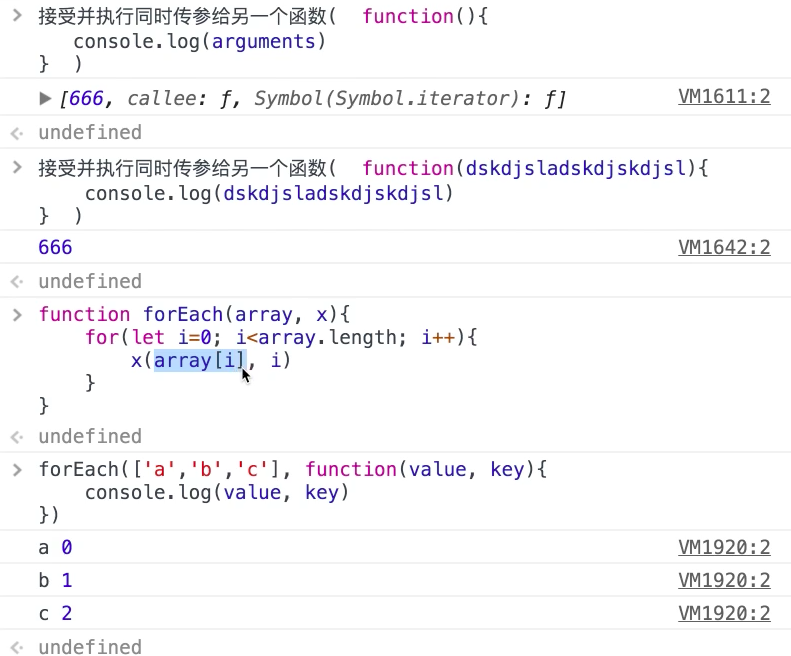 > 接受并执行同时传参给另一个函数(  function(){
   console.log(arguments)
}  )
▶ [666, callee: ƒ, Symbol(Symbol.iterator): ƒ] VM1611:2
<· undefined
> 接受并执行同时传参给另一个函数(  function(dskdjsladskdjskdjsl){
    console.log(dskdjsladskdjskdjsl)
}  )
666 VM1642:2
<· undefined
> function forEach(array, x){
    for(let i=0; i<array.length; i++){
        x(array[i], i)
    }
}
<· undefined
> forEach(['a','b','c'], function(value, key){
    console.log(value, key)
})
a 0 VM1920:2
b 1 VM1920:2
c 2 VM1920:2
<· undefined